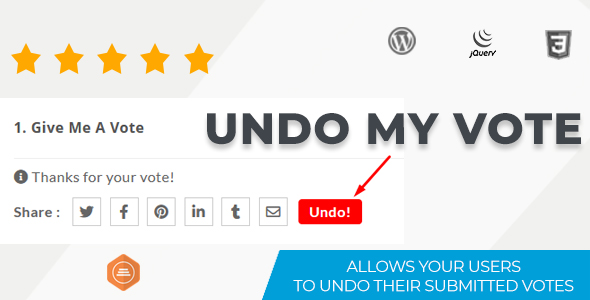 jQuery
UNDO MY VOTE
1. Give Me A Vote
Thanks for your vote!
Share :
Undo!
ALLOWS YOUR USERS
TO UNDO THEIR SUBMITTED VOTES